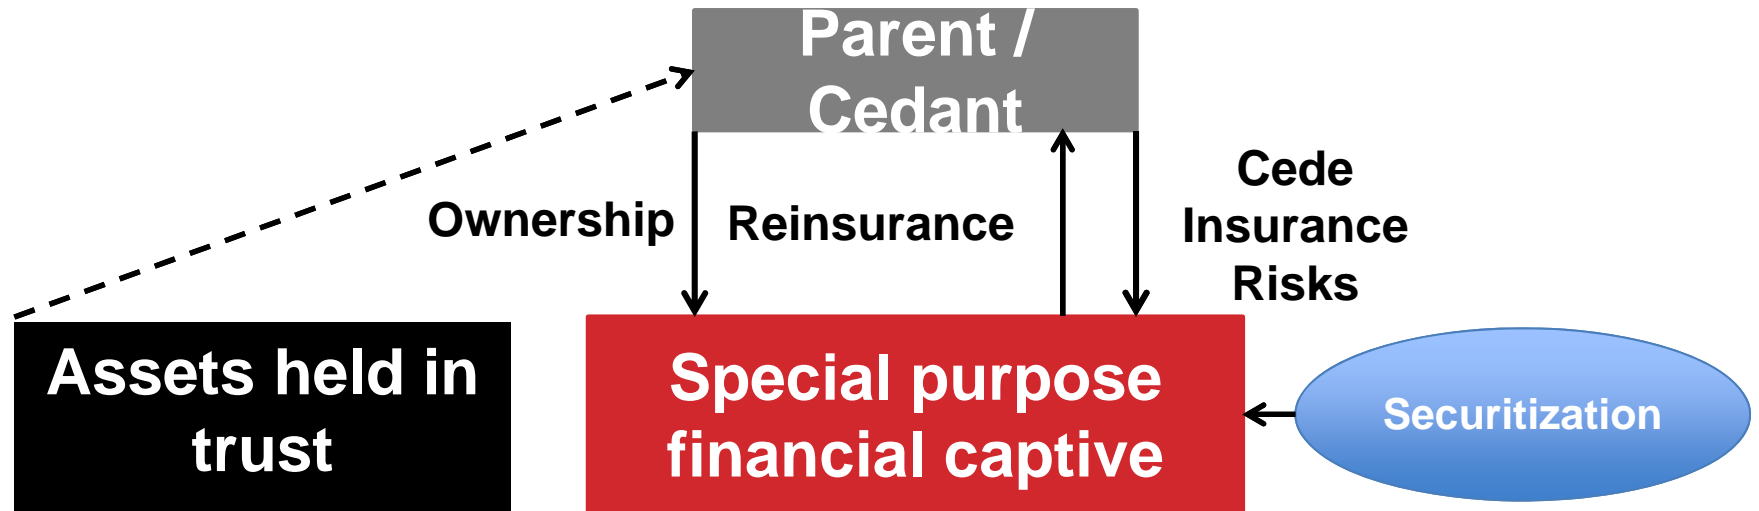 Parent /
Cedant
Ownership
Reinsurance
Cede
Insurance
Risks
Assets held in
trust
Special purpose
financial captive
Securitization